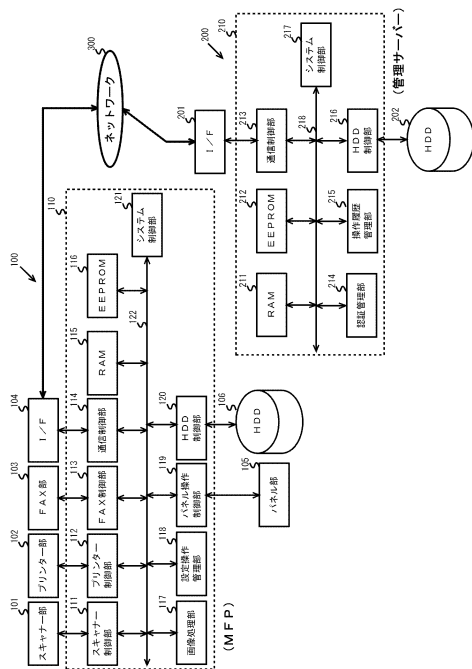 100
101
スキャナー部
102
プリンター部
103
FAX部
104
I/F
110
111
スキャナー
制御部
112
プリンター
制御部
113
FAX制御部
114
通信制御部
115
RAM
116
EEPROM
121
システム
制御部
122
117
画像処理部
118
設定操作
管理部
119
パネル操作
制御部
120
HDD
制御部
105
パネル部
106
HDD
(MFP)
300
ネットワーク
200
201
I/F
210
211
RAM
212
EEPROM
213
通信制御部
217
システム
制御部
218
214
認証管理部
215
操作履歴
管理部
216
HDD
制御部
202
HDD
(管理サーバー)